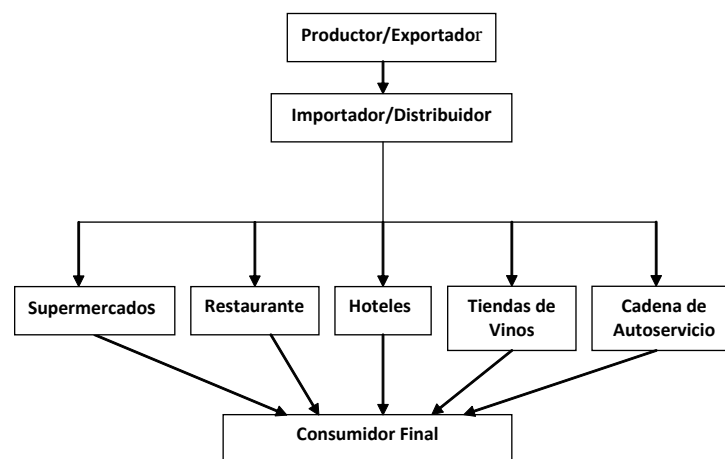 Productor/Exportador
Importador/Distribuidor
Supermercados
Restaurante
Hoteles
Tiendas de
Vinos
Cadena de
Autoservicio
Consumidor Final